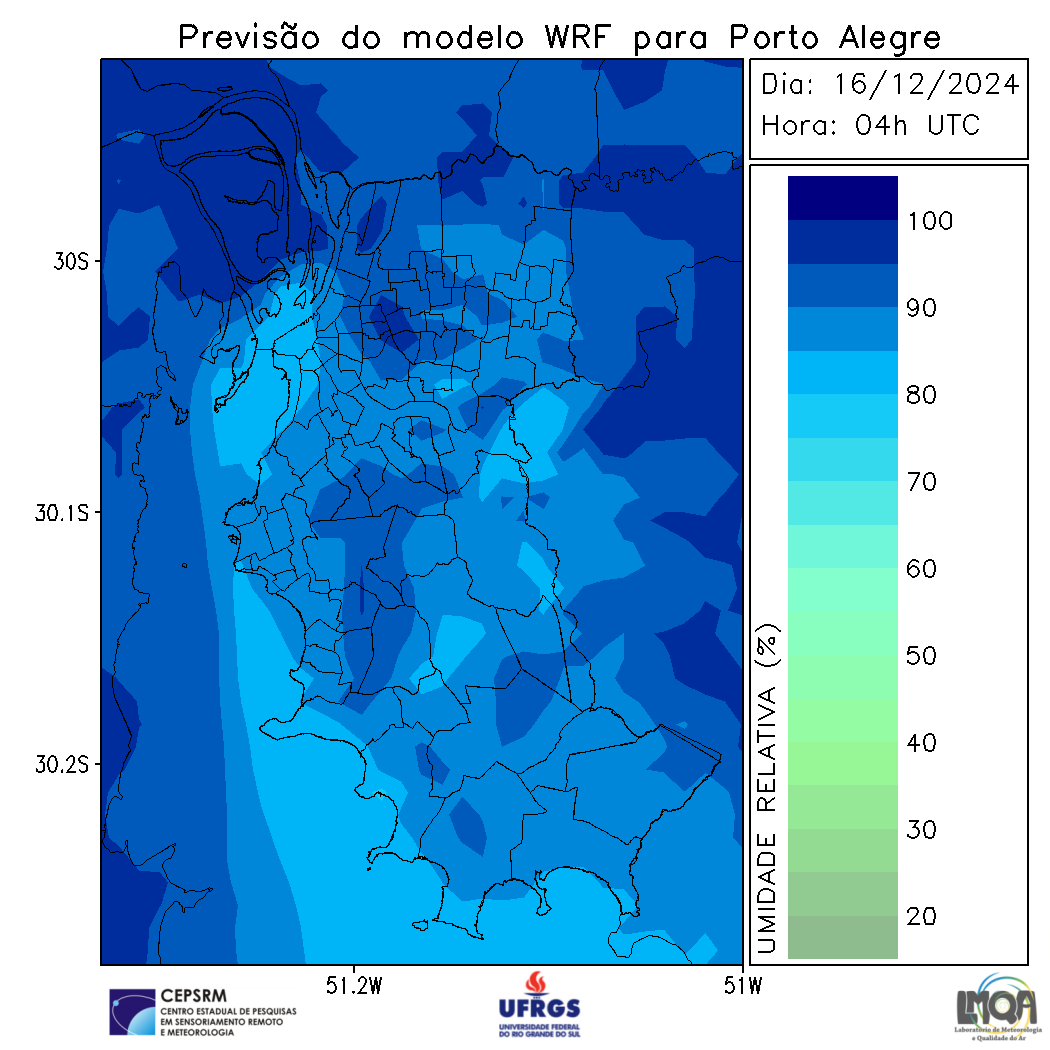 Previsão do modelo WRF para Porto Alegre
Dia: 16/12/2024
Hora: 04h UTC
30S
30.1S
30.2S
51.2W
51W
100
90
80
70
60
50
40
30
20
UMIDADE RELATIVA (%)
CEPSRM
CENTRO ESTADUAL DE PESQUISAS
EM SENSORIAMENTO REMOTO
E METEOROLOGIA
UFRGS
UNIVERSIDADE FEDERAL
DO RIO GRANDE DO SUL
LMQA
Laboratório de Meteorologia
e Qualidade do Ar